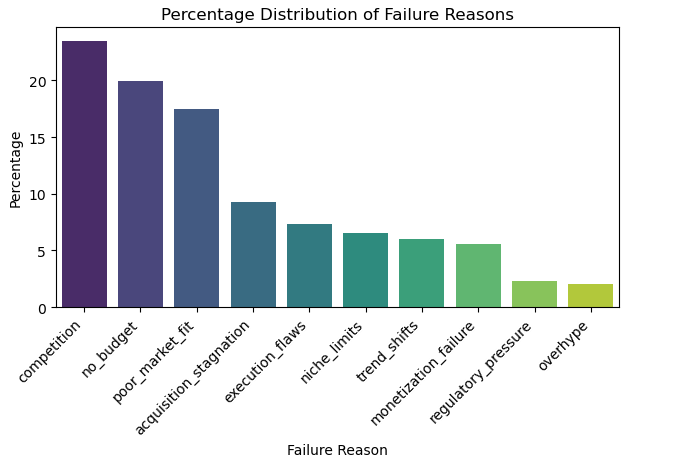 Percentage Distribution of Failure Reasons
Percentage
20
15
10
5
0
competition
no_budget
poor_market_fit
acquisition_stagnation
execution_flaws
niche_limits
trend_shifts
monetization_failure
regulatory_pressure
overhype
Failure Reason